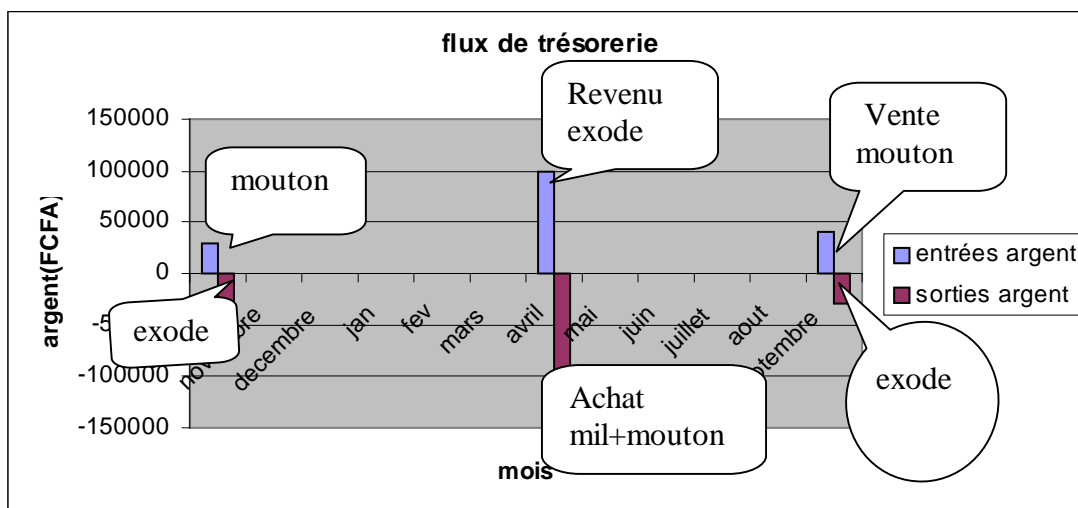 flux de trésorerie
Revenu
exode
Vente
mouton
mouton
150000
100000
50000
0
-100000
-150000
argent(FCFA)
exode
decembre
jan
fev
mars
avril
mai
juin
juillet
aout
Achat
mil+mouton
exode
mois
entrées argent
sorties argent